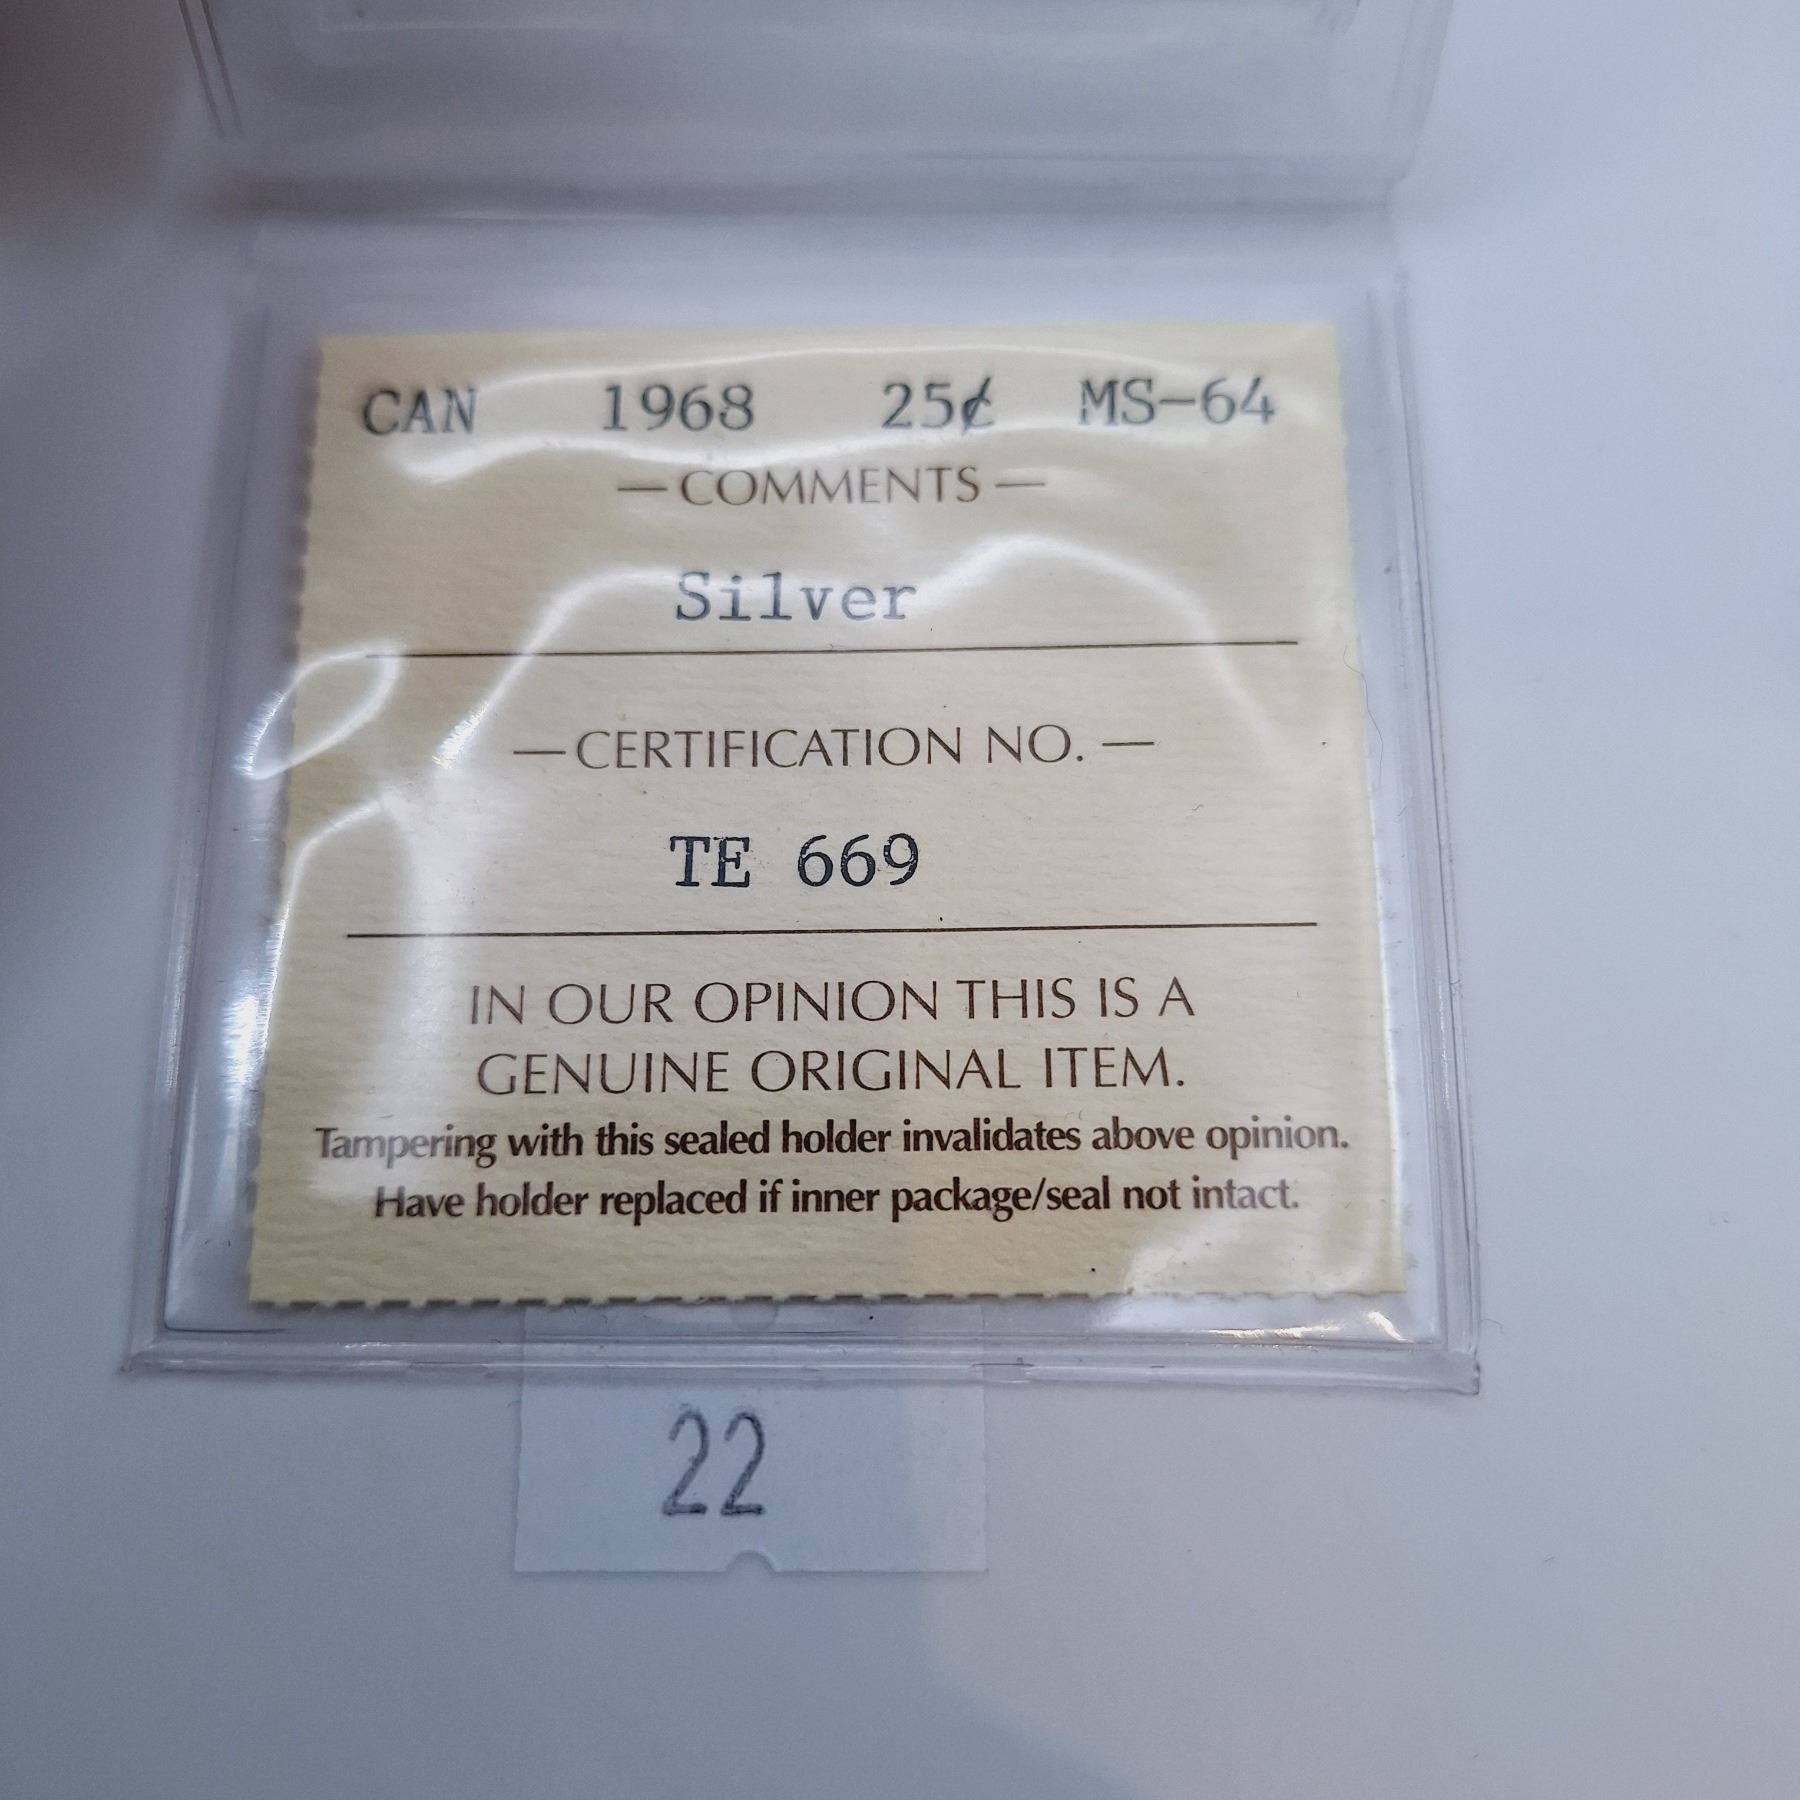 CAN 1968 25¢ MS-64
— COMMENTS —
Silver
— CERTIFICATION NO. —
TE 669
IN OUR OPINION THIS IS A
GENUINE ORIGINAL ITEM.
Tampering with this sealed holder invalidates above opinion.
Have holder replaced if inner package/seal not intact.
22